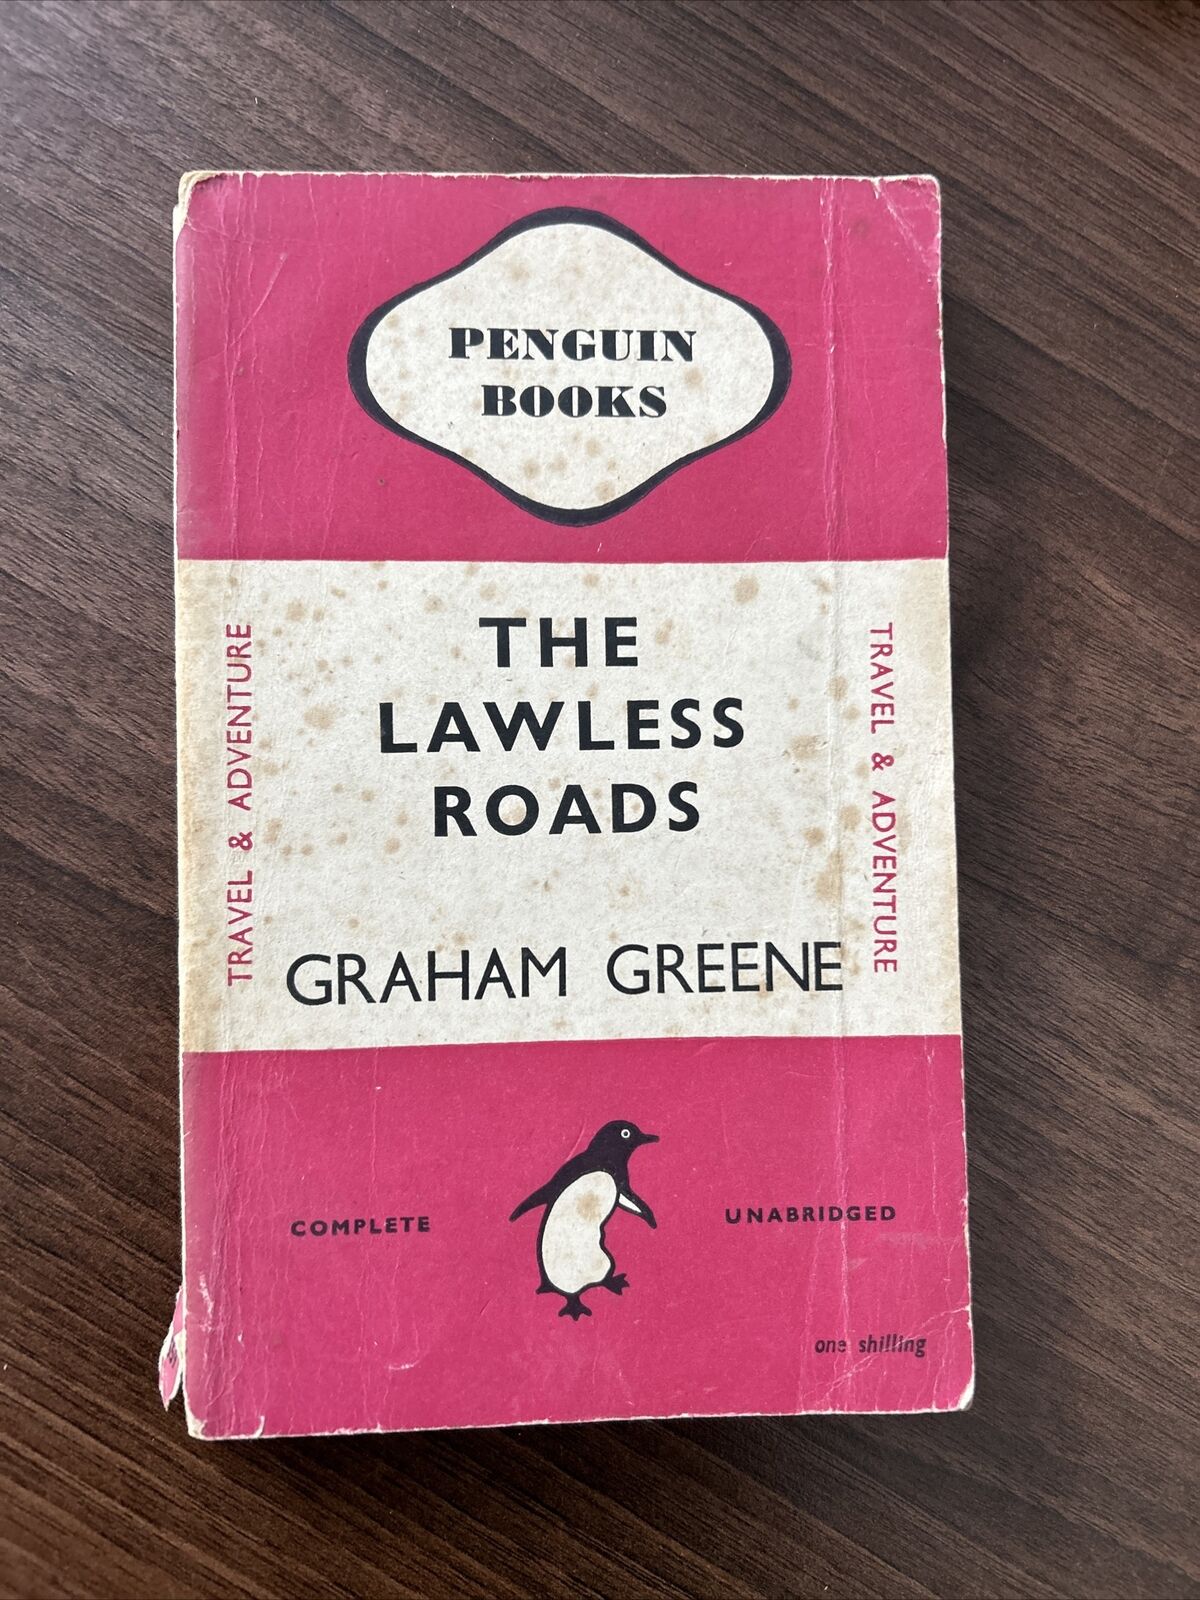 PENGUIN
BOOKS
THE
LAWLESS
ROADS
TRAVEL & ADVENTURE
TRAVEL & ADVENTURE
GRAHAM GREENE
COMPLETE
UNABRIDGED
one shilling